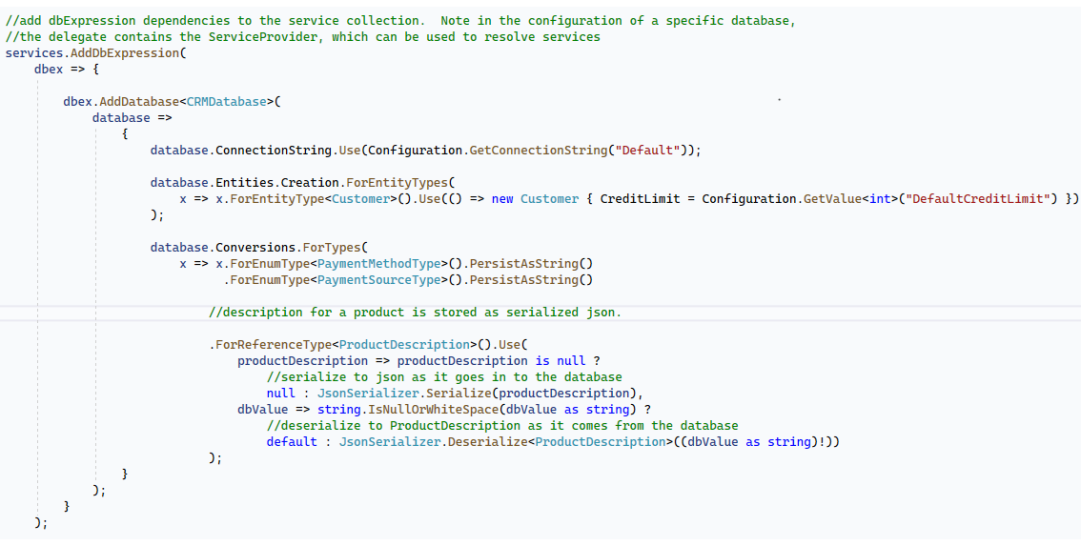 //add dbExpression dependencies to the service collection.  Note in the configuration of a specific database,
//the delegate contains the ServiceProvider, which can be used to resolve services
services.AddDbExpression(
    dbex => {

        dbex.AddDatabase<CRMDatabase>(
            database =>
                {
                    database.ConnectionString.Use(Configuration.GetConnectionString("Default"));

                    database.Entities.Creation.ForEntityTypes(
                        x => x.ForEntityType<Customer>().Use(() => new Customer { CreditLimit = Configuration.GetValue<int>("DefaultCreditLimit") })
                    );

                    database.Conversions.ForTypes(
                        x => x.ForEnumType<PaymentMethodType>().PersistAsString()
                              .ForEnumType<PaymentSourceType>().PersistAsString()

                            //description for a product is stored as serialized json.

                            .ForReferenceType<ProductDescription>().Use(
                                productDescription => productDescription is null ?
                                    //serialize to json as it goes in to the database
                                    null : JsonSerializer.Serialize(productDescription),
                                dbValue => string.IsNullOrWhiteSpace(dbValue as string) ?
                                    //deserialize to ProductDescription as it comes from the database
                                    default : JsonSerializer.Deserialize<ProductDescription>((dbValue as string)!))
                            );
                }
            );
        }
    );